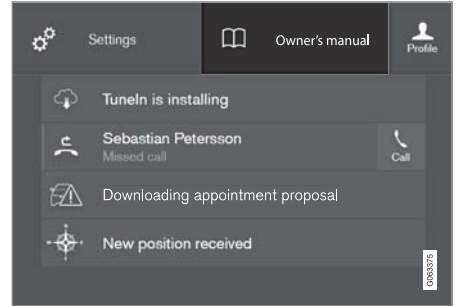 Settings
Owner's manual
Profile
TuneIn is installing
Sebastian Petersson
Missed call
Call
Downloading appointment proposal
New position received
G063375